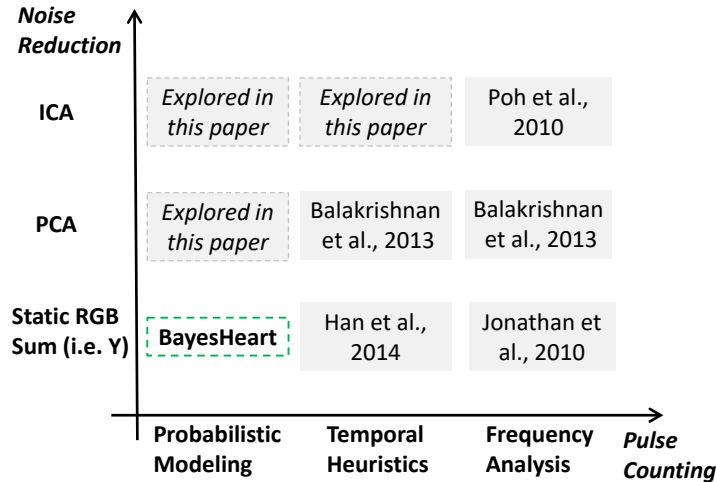 Noise
Reduction
ICA
Explored in
this paper
Explored in
this paper
Poh et al.,
2010
PCA
Explored in
this paper
Balakrishnan
et al., 2013
Balakrishnan
et al., 2013
Static RGB
Sum (i.e. Y)
BayesHeart
Han et al.,
2014
Jonathan et
al., 2010
Probabilistic
Modeling
Temporal
Heuristics
Frequency
Analysis
Pulse
Counting